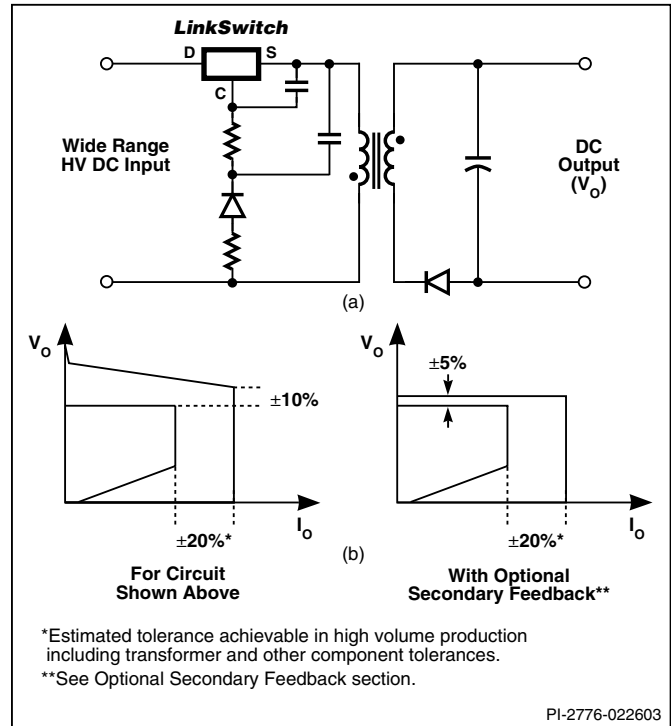 LinkSwitch
D
S
C
Wide Range
HV DC Input
DC
Output
(VO)
(a)
VO
±10%
IO
±20%*
For Circuit
Shown Above
(b)
VO
±5%
IO
±20%*
With Optional
Secondary Feedback**
*Estimated tolerance achievable in high volume production
including transformer and other component tolerances.
**See Optional Secondary Feedback section.
PI-2776-022603